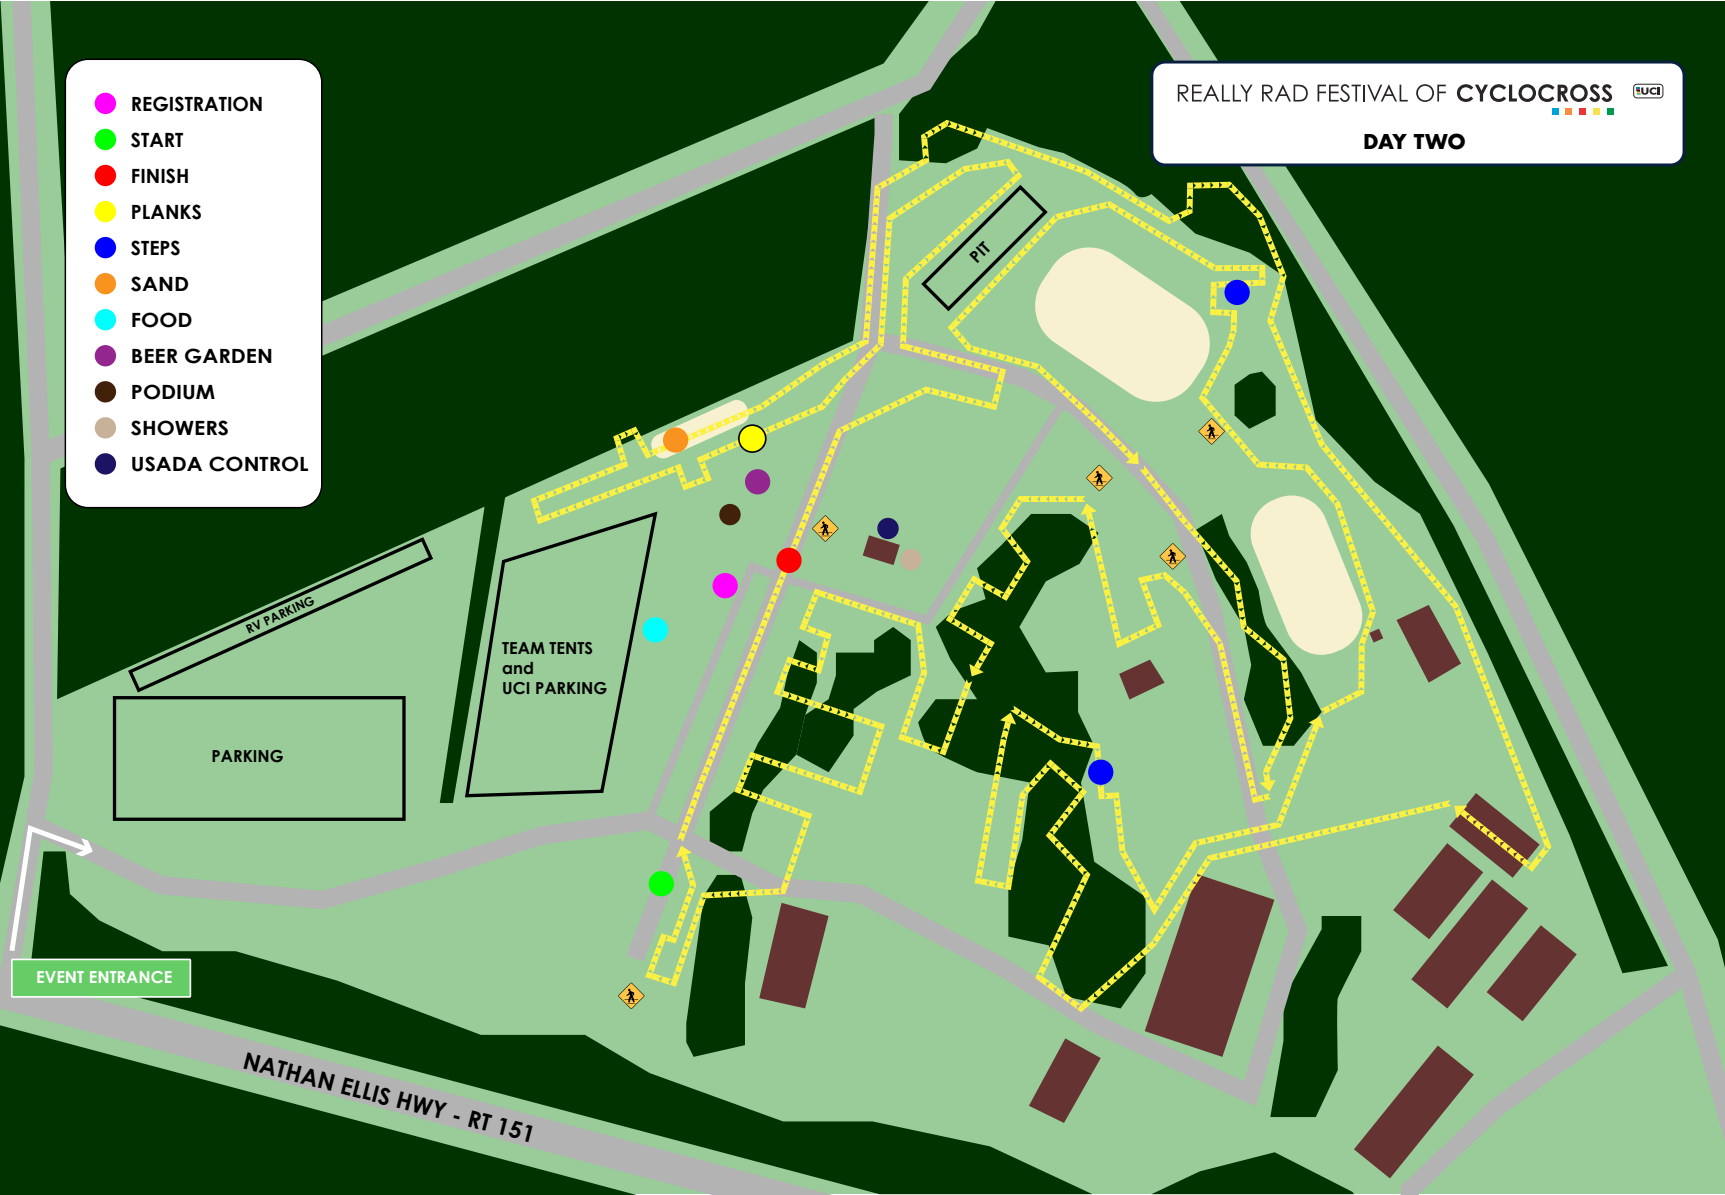 REGISTRATION
START
FINISH
PLANKS
STEPS
SAND
FOOD
BEER GARDEN
PODIUM
SHOWERS
USADA CONTROL
REALLY RAD FESTIVAL OF CYCLOCROSS UCI
DAY TWO
PIT
RV PARKING
TEAM TENTS
and
UCI PARKING
PARKING
EVENT ENTRANCE
NATHAN ELLIS HWY - RT 151